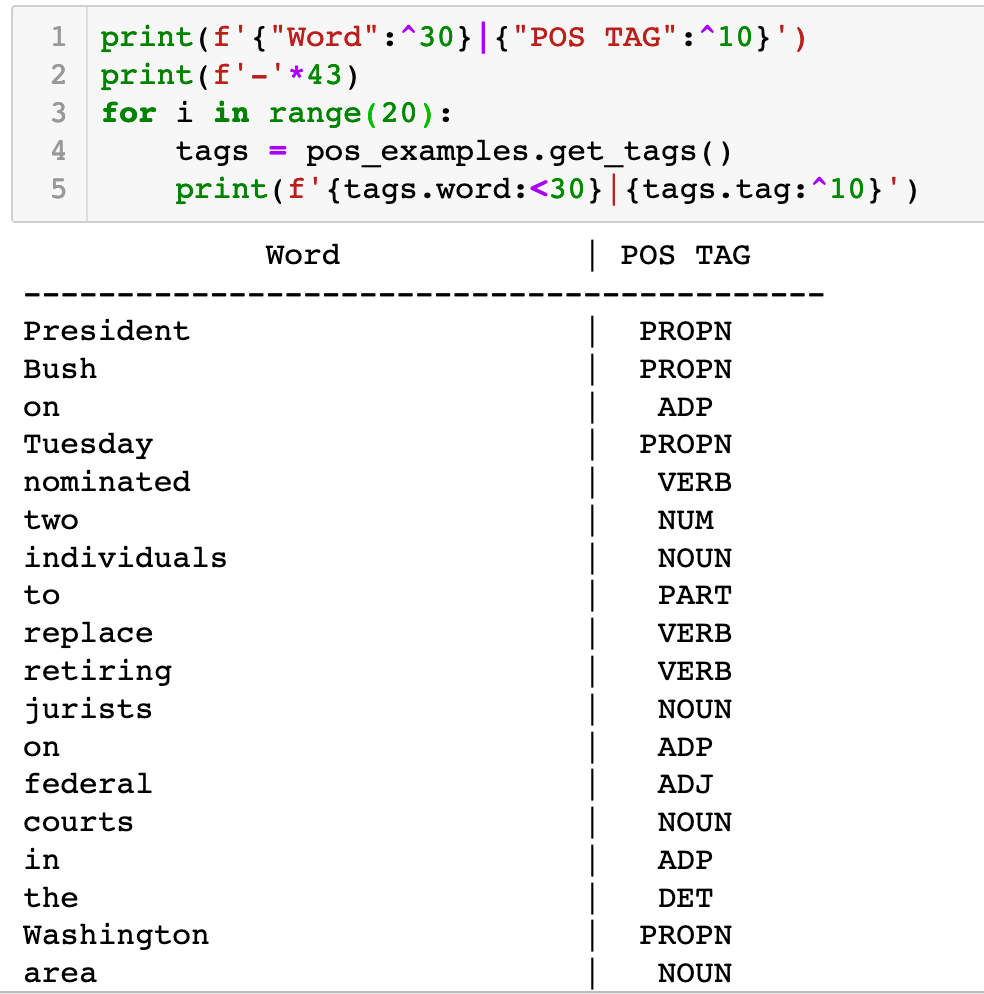 1 print(f'{"Word":^30}|{"POS TAG":^10}')
2 print(f'-'*43)
3 for i in range(20):
4     tags = pos_examples.get_tags()
5     print(f'{tags.word:<30}|{tags.tag:^10}')
             Word             | POS TAG
-------------------------------------------
President                     |  PROPN
Bush                          |  PROPN
on                            |   ADP
Tuesday                       |  PROPN
nominated                     |   VERB
two                           |   NUM
individuals                   |   NOUN
to                            |   PART
replace                       |   VERB
retiring                      |   VERB
jurists                       |   NOUN
on                            |   ADP
federal                       |   ADJ
courts                        |   NOUN
in                            |   ADP
the                           |   DET
Washington                    |  PROPN
area                          |   NOUN